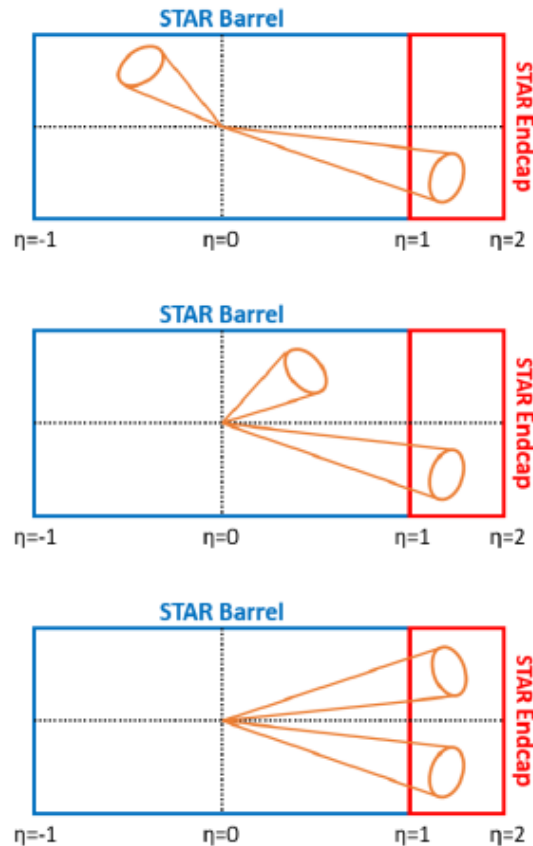 STAR Barrel
STAR Endcap
η=-1 η=0 η=1 η=2
STAR Barrel
STAR Endcap
η=-1 η=0 η=1 η=2
STAR Barrel
STAR Endcap
η=-1 η=0 η=1 η=2